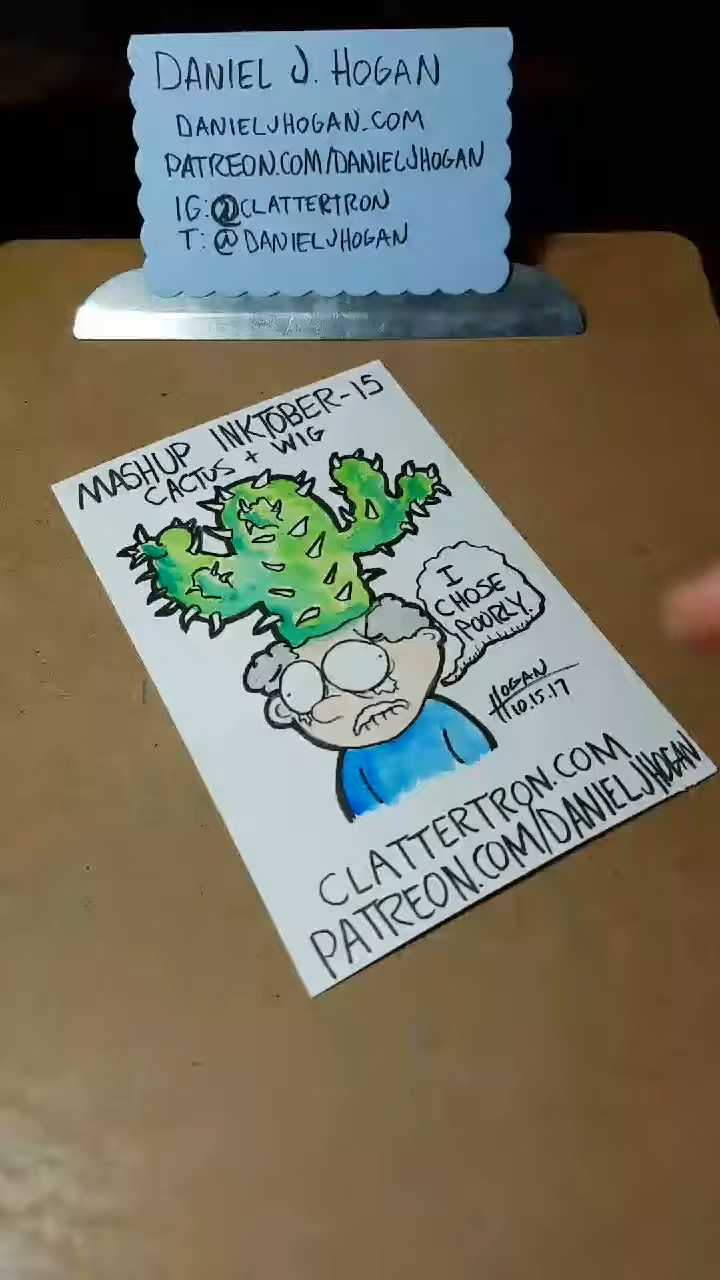 DANIEL J. HOGAN
DANIELJHOGAN.COM
PATREON.COM/DANIELJHOGAN
IG: @CLATTERTRON
T: @DANIELJHOGAN
MASHUP INKTOBER-15
CACTUS + WIG
I
CHOSE
POORLY.
HOGAN
10.15.17
CLATTERTRON.COM
PATREON.COM/DANIELJHOGAN